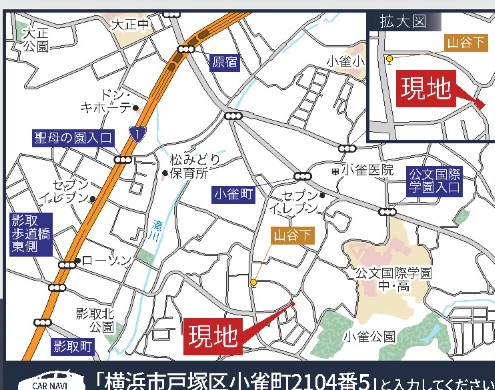 大正
公園
大正中
原宿
小雀小
拡大図
山谷下
現地
ドン・
キホーテ
1
聖母の園入口
松みどり
保育所
小雀医院
公文国際
学園入口
セブン
イレブン
小雀町
セブン
イレブン
影取
歩道橋
東側
滝川
山谷下
ローソン
公文国際学園
中・高
影取北
公園
現地
小雀公園
影取町
CAR NAVI
「横浜市戸塚区小雀町2104番5」と入力してください